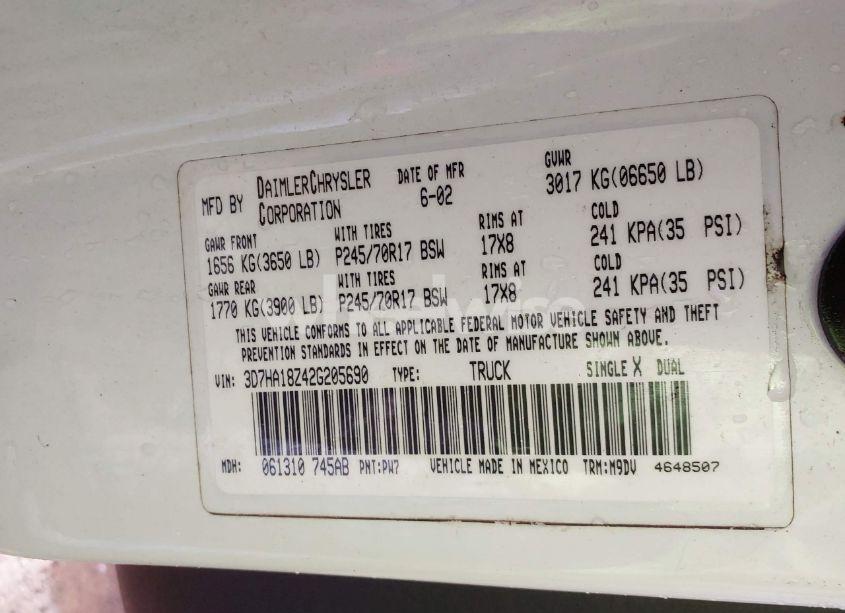 MFD BY DAIMLERCHRYSLER CORPORATION DATE OF MFR 6-02 GVWR 3017 KG(06650 LB)
GAWR FRONT WITH TIRES RIMS AT COLD
1656 KG(3650 LB) P245/70R17 BSW 17X8 241 KPA(35 PSI)
GAWR REAR WITH TIRES RIMS AT COLD
1770 KG(3900 LB) P245/70R17 BSW 17X8 241 KPA(35 PSI)
THIS VEHICLE CONFORMS TO ALL APPLICABLE FEDERAL MOTOR VEHICLE SAFETY AND THEFT
PREVENTION STANDARDS IN EFFECT ON THE DATE OF MANUFACTURE SHOWN ABOVE.
VIN: 3D7HA18Z42G205690 TYPE: TRUCK SINGLE X DUAL
MDH: 061310 745AB PNT:PW7 VEHICLE MADE IN MEXICO TRM:M9DV 4648507